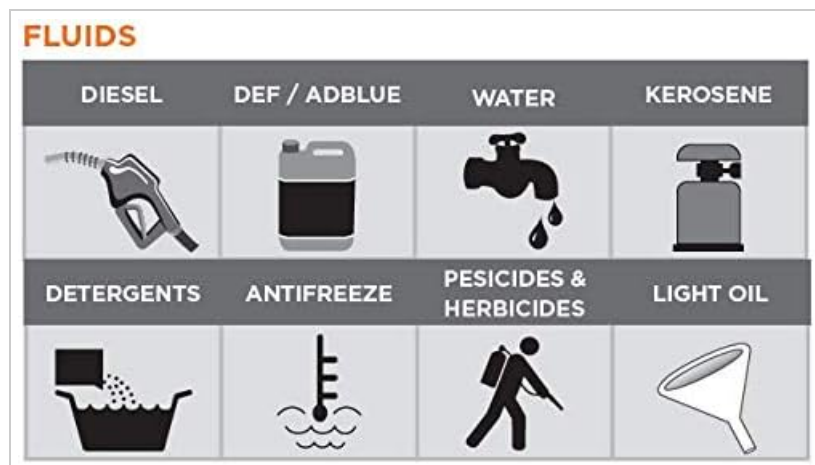 FLUIDS
DIESEL
DEF / ADBLUE
WATER
KEROSENE
DETERGENTS
ANTIFREEZE
PESICIDES &
HERBICIDES
LIGHT OIL